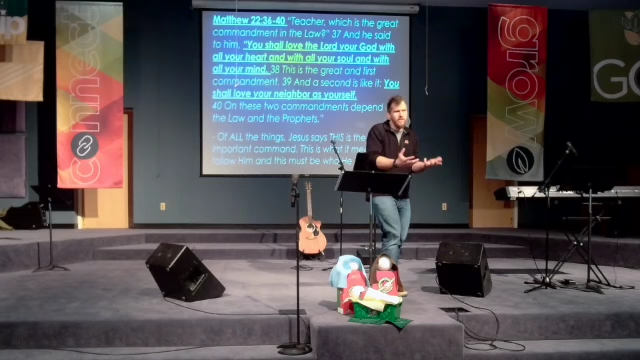 Matthew 22:36-40 "Teacher, which is the great
commandment in the Law?" 37 And he said
to him, "You shall love the Lord your God with
all your heart and with all your soul and with
all your mind. 38 This is the great and first
commandment. 39 And a second is like it: You
shall love your neighbor as yourself.
40 On these two commandments depend
the Law and the Prophets."
- Of ALL the things, Jesus says THIS is the
important command. This is what it me
follow Him and this must be who He
connect
grow
GO